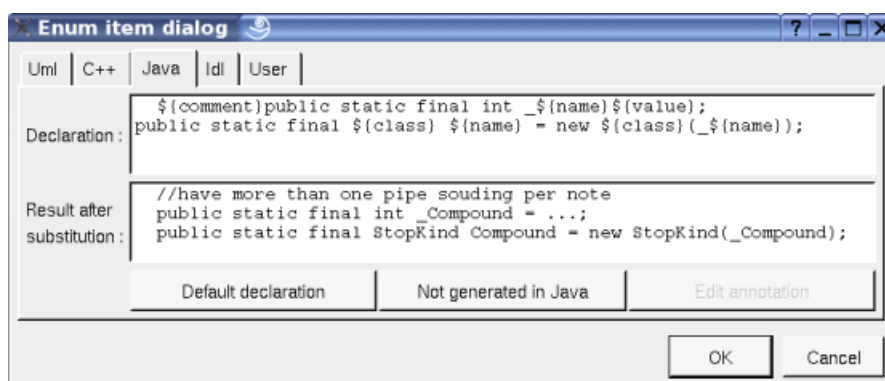 Enum item dialog
Uml C++ Java Idl User
Declaration :
${comment}public static final int _${name}${value};
public static final ${class} ${name} = new ${class}(_${name});
Result after
substitution :
//have more than one pipe souding per note
public static final int _Compound = ...;
public static final StopKind Compound = new StopKind(_Compound);
Default declaration Not generated in Java Edit annotation
OK Cancel